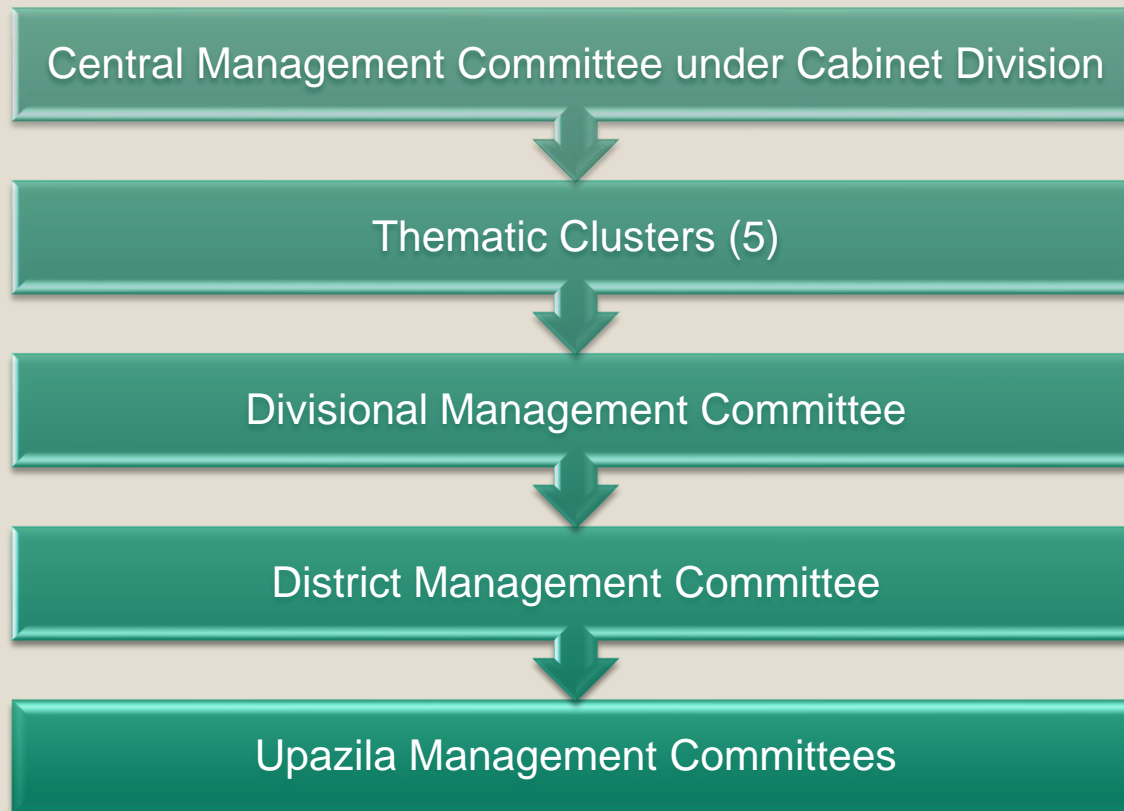 Central Management Committee under Cabinet Division
Thematic Clusters (5)
Divisional Management Committee
District Management Committee
Upazila Management Committees